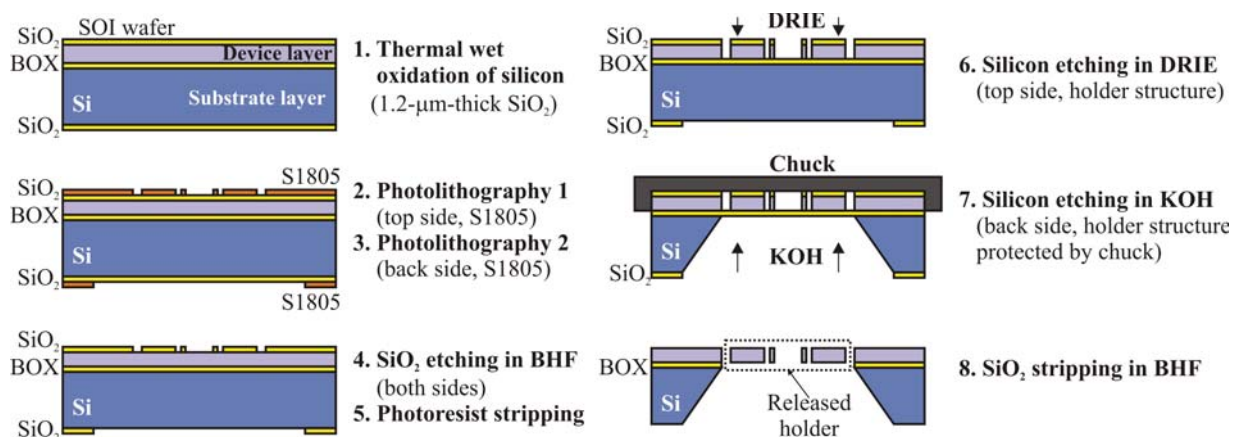 SOI wafer
SiO₂
Device layer
BOX
Si
Substrate layer
SiO₂
1. Thermal wet
oxidation of silicon
(1.2-μm-thick SiO₂)
S1805
SiO₂
BOX
Si
SiO₂
S1805
2. Photolithography 1
(top side, S1805)
3. Photolithography 2
(back side, S1805)
SiO₂
BOX
Si
SiO₂
4. SiO₂ etching in BHF
(both sides)
5. Photoresist stripping
DRIE
SiO₂
BOX
Si
SiO₂
6. Silicon etching in DRIE
(top side, holder structure)
Chuck
Si
KOH
SiO₂
7. Silicon etching in KOH
(back side, holder structure
protected by chuck)
BOX
Si
Released
holder
8. SiO₂ stripping in BHF